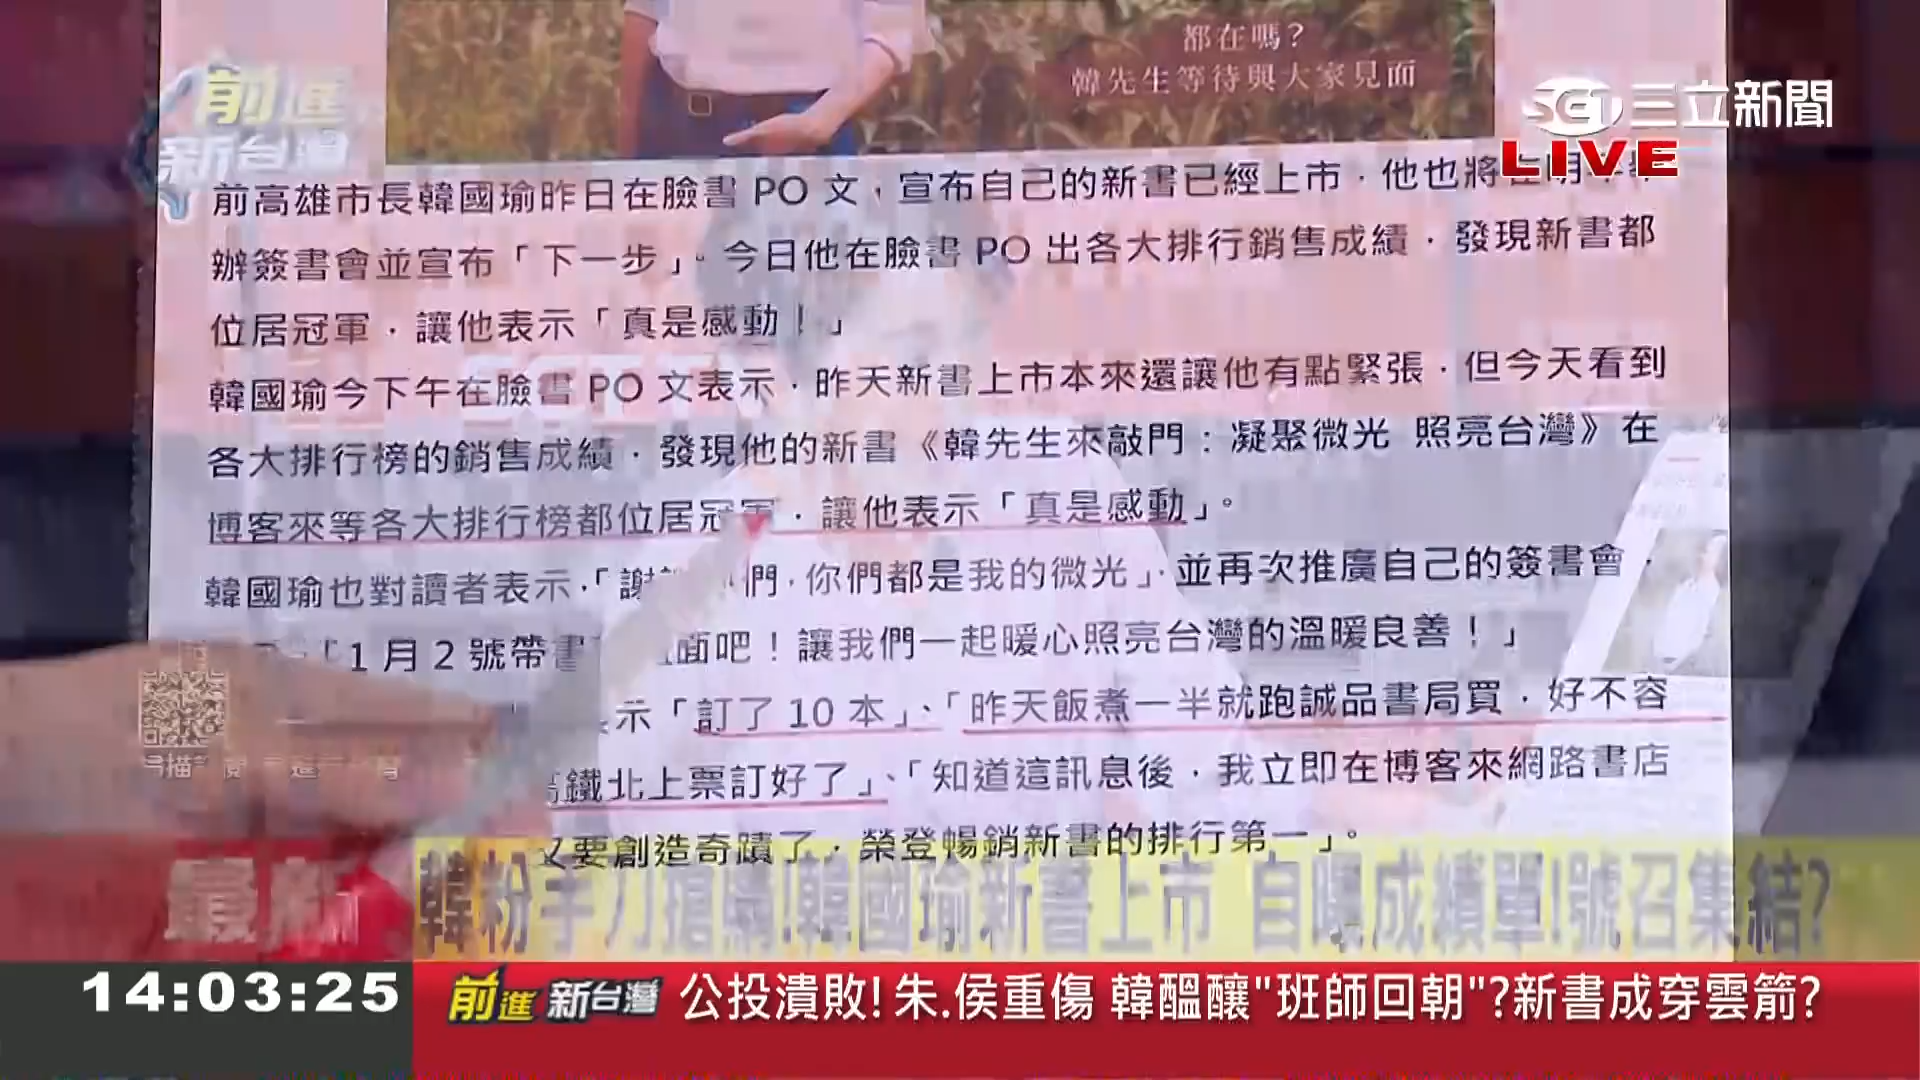 都在嗎？
韓先生等待與大家見面
前進
新台灣
SET三立新聞
LIVE
前高雄市長韓國瑜昨日在臉書 PO 文，宣布自己的新書已經上市，他也將在明年舉
辦簽書會並宣布「下一步」。今日他在臉書 PO 出各大排行銷售成績，發現新書都
位居冠軍，讓他表示「真是感動！」
韓國瑜今下午在臉書 PO 文表示，昨天新書上市本來還讓他有點緊張，但今天看到
各大排行榜的銷售成績，發現他的新書《韓先生來敲門：凝聚微光 照亮台灣》在
博客來等各大排行榜都位居冠軍，讓他表示「真是感動」。
韓國瑜也對讀者表示，「謝 們，你們都是我的微光」，並再次推廣自己的簽書會，
1 月 2 號帶書 面吧！讓我們一起暖心照亮台灣的溫暖良善！」
示「訂了 10 本」、「昨天飯煮一半就跑誠品書局買，好不容
鐵北上票訂好了」、「知道這訊息後，我立即在博客來網路書店
又要創造奇蹟了，榮登暢銷新書的排行第一」。
最新
韓粉手刀搶購!韓國瑜新書上市 自曝成績單!號召集結?
14:03:25
前進新台灣 公投潰敗!朱.侯重傷 韓醞釀"班師回朝"?新書成穿雲箭?